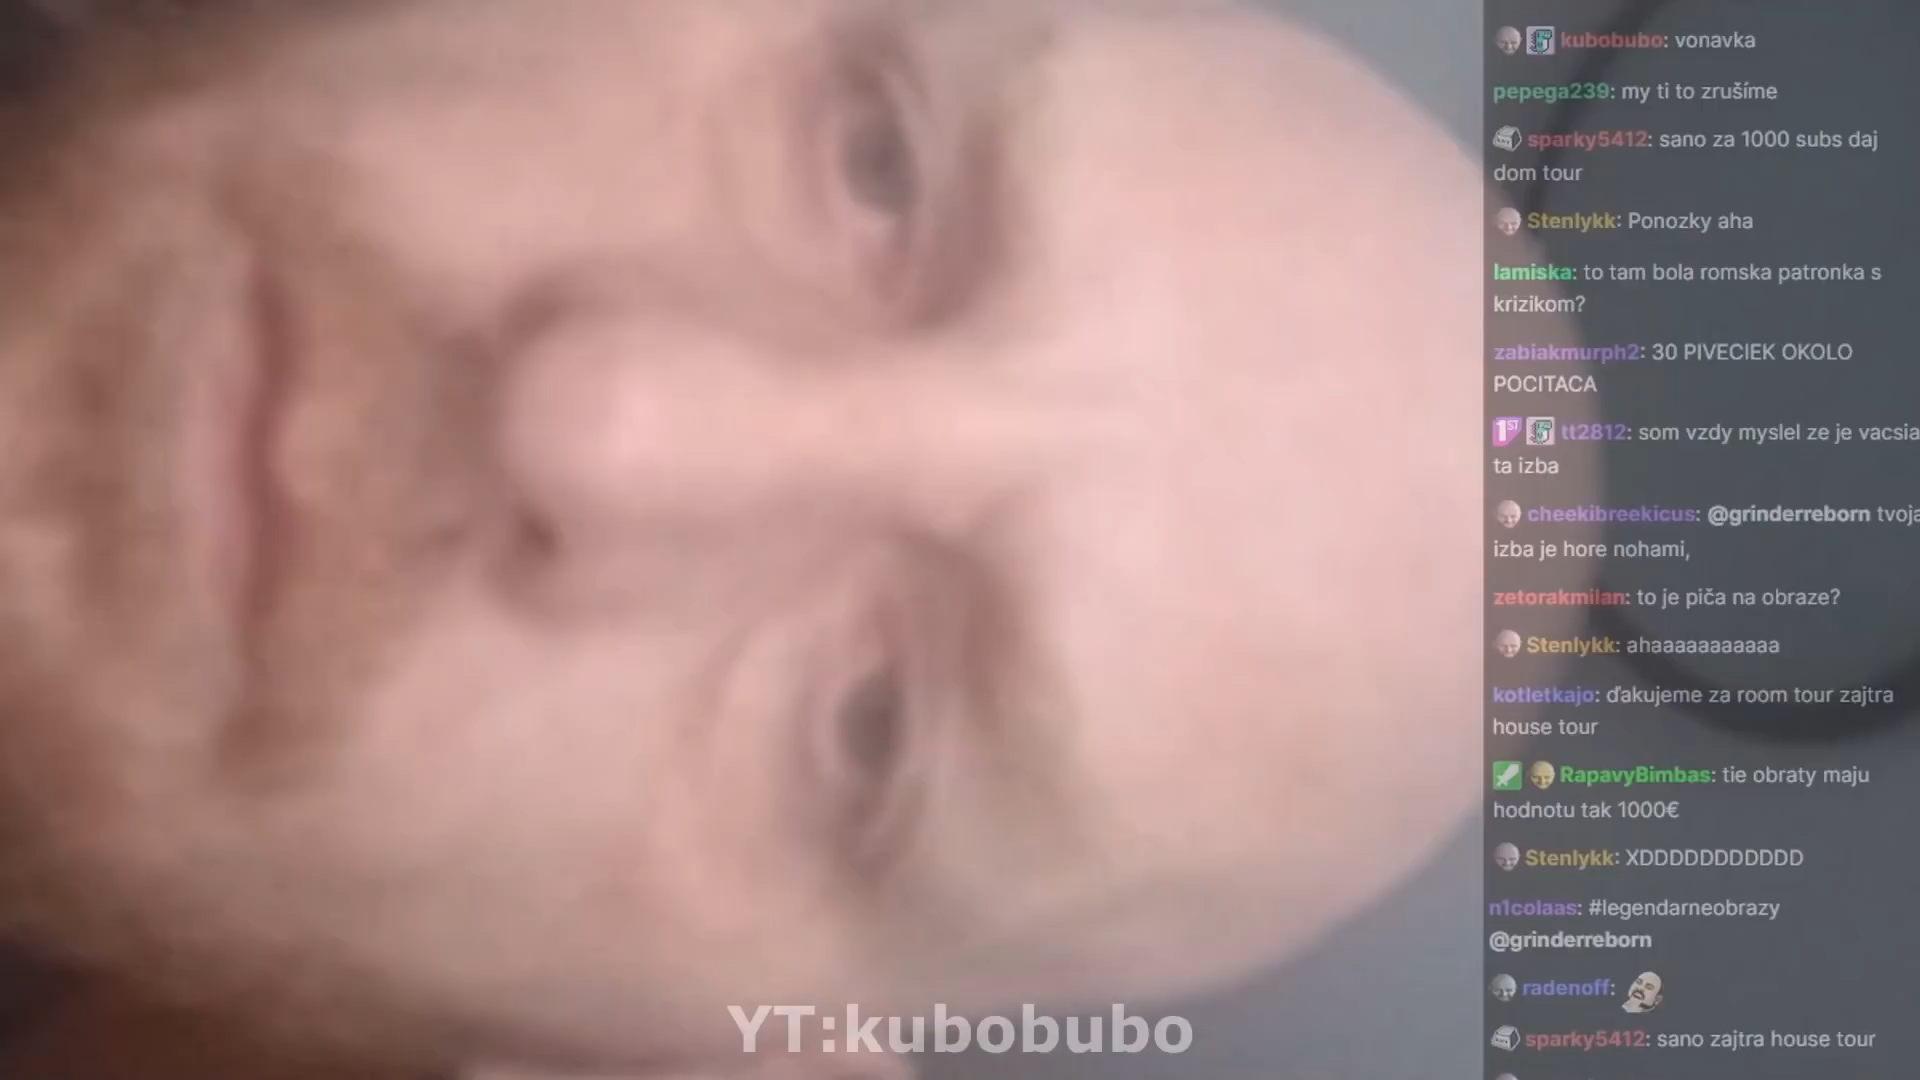 kubobubo: vonavka
pepega239: my ti to zrušíme
sparky5412: sano za 1000 subs daj
dom tour
Stenlykk: Ponozky aha
lamiska: to tam bola romska patronka s
krizikom?
zabiakmurph2: 30 PIVECIEK OKOLO
POCITACA
1ST tt2812: som vzdy myslel ze je vacsia
ta izba
cheekibreekicus: @grinderreborn tvoja
izba je hore nohami,
zetorakmilan: to je piča na obraze?
Stenlykk: ahaaaaaaaaaaa
kotletkajo: ďakujeme za room tour zajtra
house tour
RapavyBimbas: tie obraty maju
hodnotu tak 1000€
Stenlykk: XDDDDDDDDDDD
n1colaas: #legendarneobrazy
@grinderreborn
radenoff:
sparky5412: sano zajtra house tour
YT:kubobubo